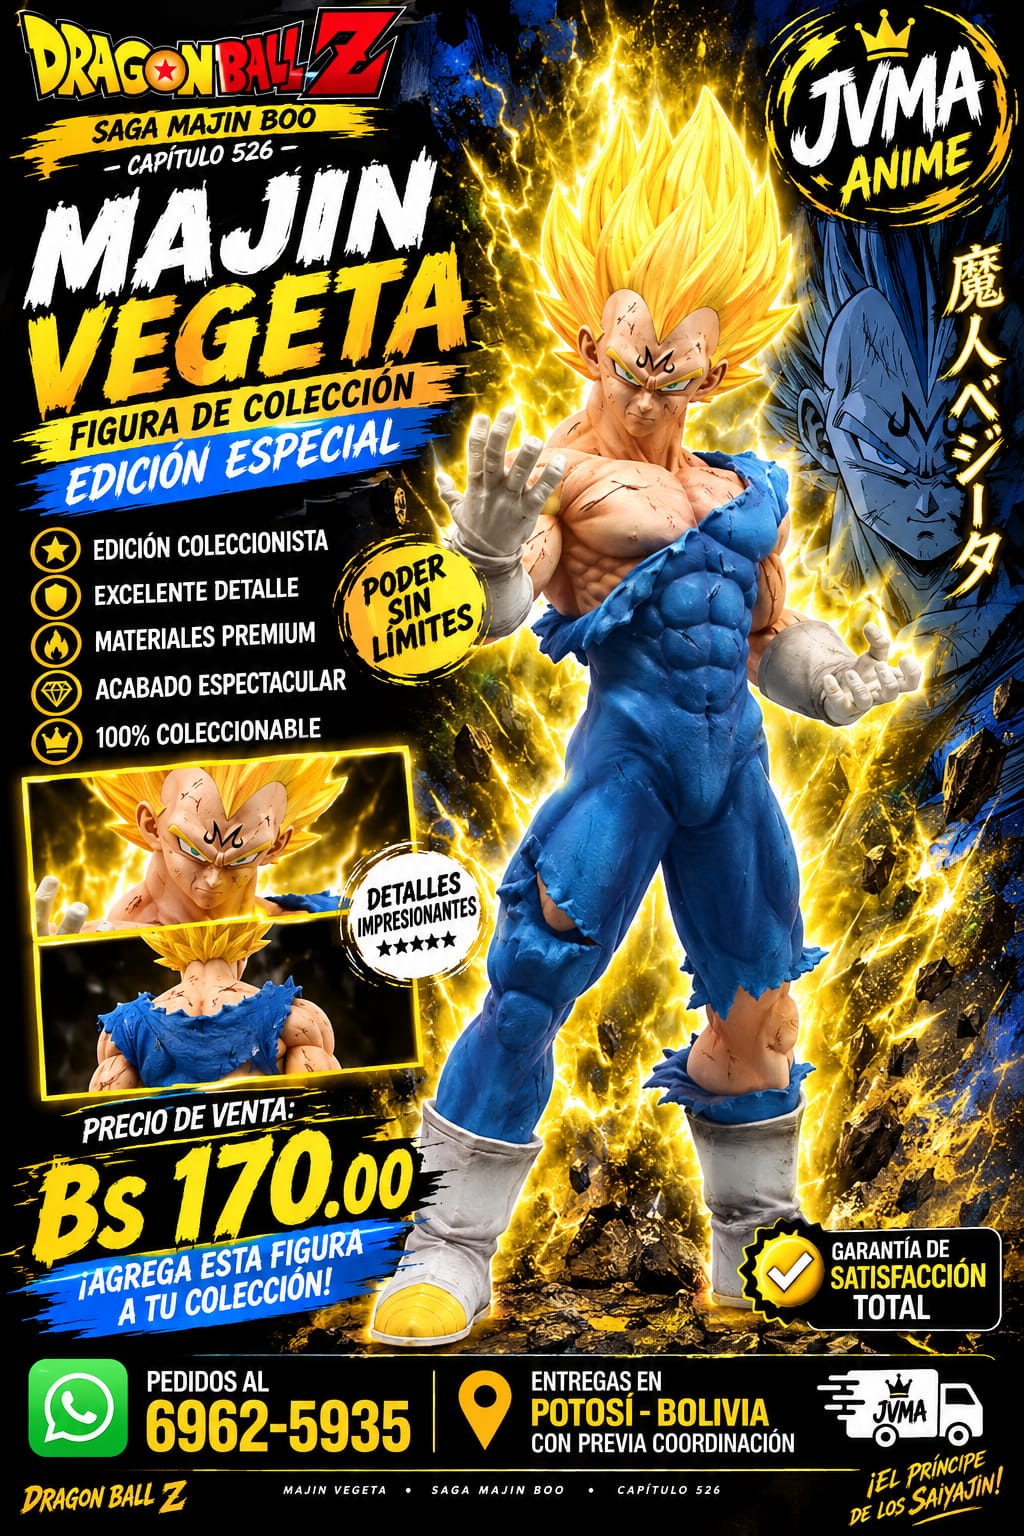 DRAGON BALL Z
SAGA MAJIN BOO
- CAPÍTULO 526 -
MAJIN
VEGETA
FIGURA DE COLECCIÓN
EDICIÓN ESPECIAL
JVMA
ANIME
魔人ベジータ
EDICIÓN COLECCIONISTA
EXCELENTE DETALLE
MATERIALES PREMIUM
ACABADO ESPECTACULAR
100% COLECCIONABLE
PODER
SIN
LÍMITES
DETALLES
IMPRESIONANTES
★★★★★
PRECIO DE VENTA:
Bs 170.00
¡AGREGA ESTA FIGURA
A TU COLECCIÓN!
GARANTÍA DE
SATISFACCIÓN
TOTAL
PEDIDOS AL
6962-5935
ENTREGAS EN
POTOSÍ - BOLIVIA
CON PREVIA COORDINACIÓN
JVMA
DRAGON BALL Z
MAJIN VEGETA • SAGA MAJIN BOO • CAPÍTULO 526
¡EL PRÍNCIPE
DE LOS SAIYAJIN!